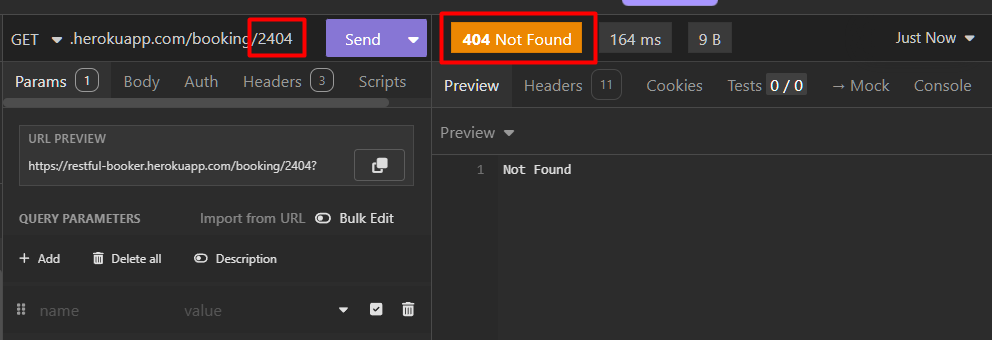 GET .herokuapp.com/booking/2404 Send 404 Not Found 164 ms 9 B Just Now
Params 1 Body Auth Headers 3 Scripts
Preview Headers 11 Cookies Tests 0 / 0 → Mock Console
Preview
URL PREVIEW
https://restful-booker.herokuapp.com/booking/2404?
1 Not Found
QUERY PARAMETERS Import from URL Bulk Edit
+ Add Delete all Description
name value